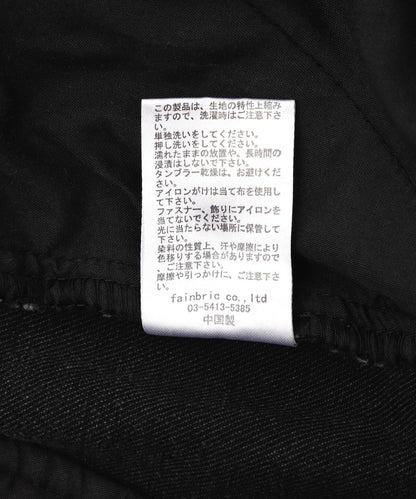 この製品は、生地の特性上縮み
ますので、洗濯時はご注意下さ
い。
単独洗いをしてください。
押し洗いをしてください。
濡れたままの放置や、長時間の
浸漬はしないで下さい。
タンブラー乾燥は、お避けくだ
さい。
アイロンがけは当て布を使用し
て下さい。
ファスナー、飾りにアイロンを
当てないでください。
光に当たらない場所に保管して
下さい。
染料の性質上、汗や摩擦により
色移りする場合がありますので
、ご注意下さい。
摩擦や引っかけに、ご注意下さ
い。
fainbric co.,ltd
03-5413-5385
中国製